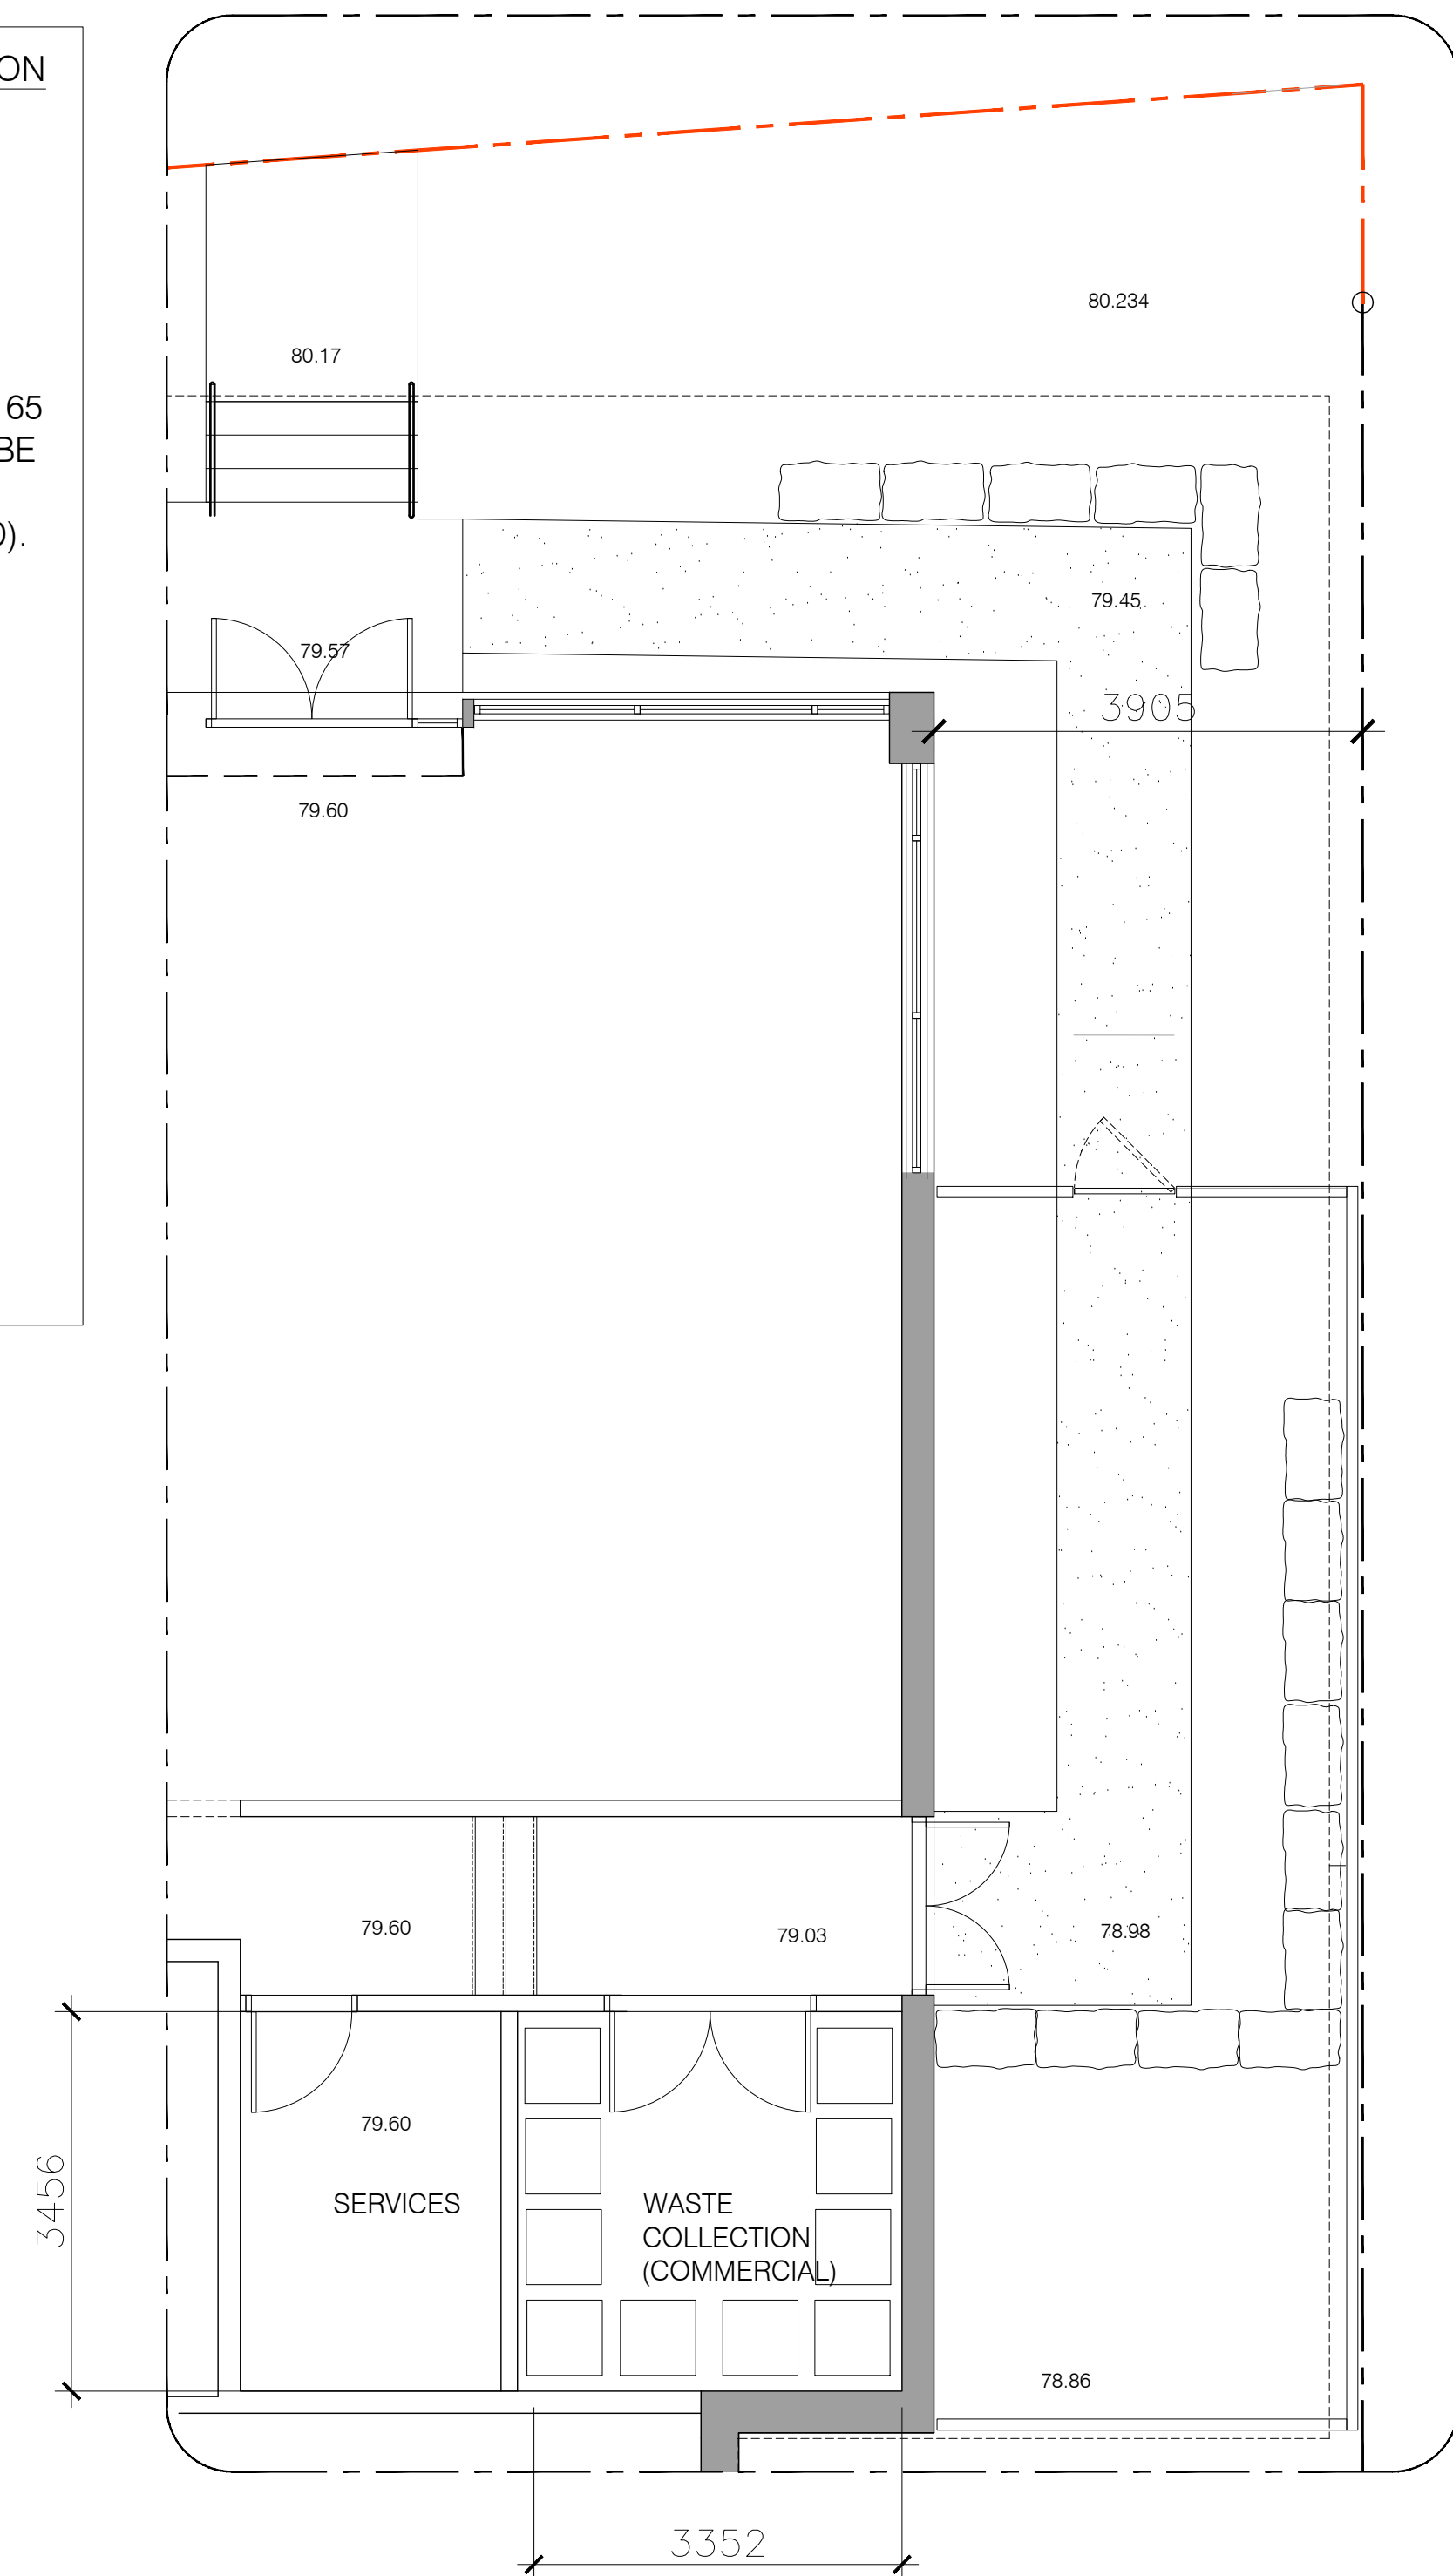 ON
65
BE
).
80.234
80.17
79.45
79.57
3905
79.60
79.60
79.03
78.98
79.60
3456
SERVICES
WASTE
COLLECTION
(COMMERCIAL)
78.86
3352